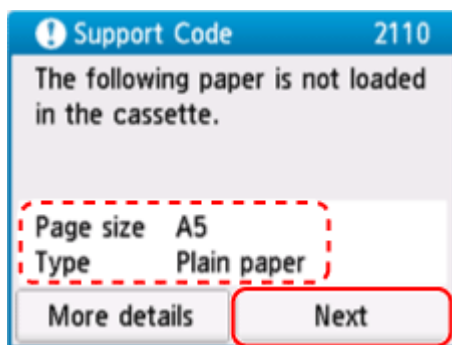 Support Code 2110
The following paper is not loaded
in the cassette.
Page size A5
Type Plain paper
More details Next